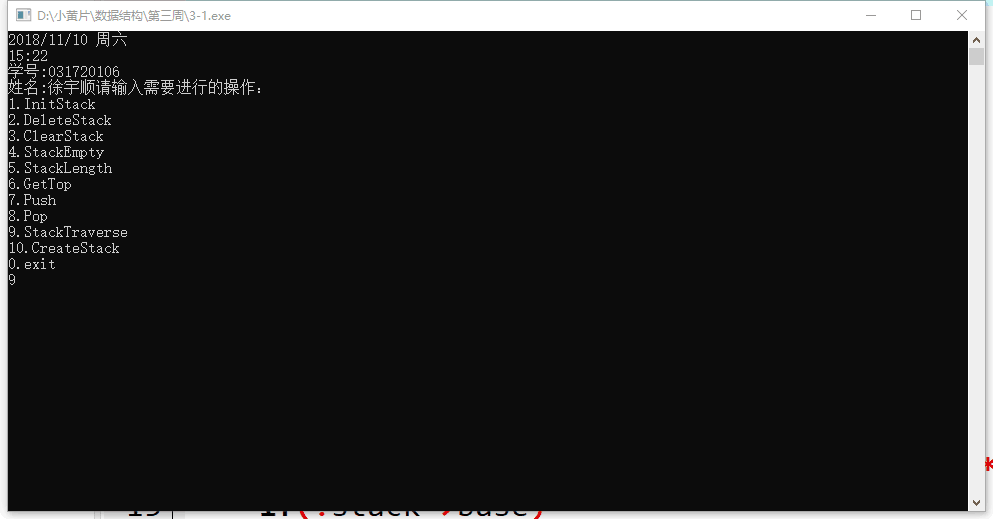 D:\小黄片\数据结构\第三周\3-1.exe
2018/11/10 周六
15:22
学号:031720106
姓名:徐宇顺请输入需要进行的操作:
1.InitStack
2.DeleteStack
3.ClearStack
4.StackEmpty
5.StackLength
6.GetTop
7.Push
8.Pop
9.StackTraverse
10.CreateStack
0.exit
9
*
19 if(!stack->base)